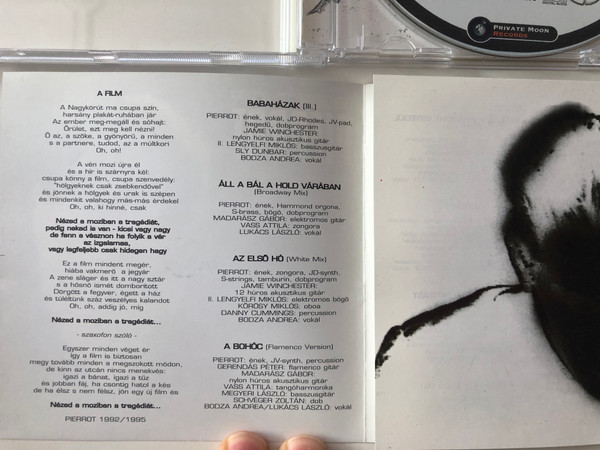 PRIVATE MOON
RECORDS
A FILM
A Nagykörút ma csupa szín,
harsány plakát-ruhában jár
Az ember meg-megáll és sóhajt:
Őrület, ezt meg kell nézni!
Ő az, a szőke, a gyönyörű, a minden
s a partnere, tudod, az a múltkori
Oh, oh!
A vén mozi újra él
és a hír is szárnyra kél:
csupa könny a film, csupa szenvedély:
"hölgyeknek csak zsebkendővel"
és jönnek a hölgyek és urak is szépen
és mindenkit valahogy más-más érdekel
Oh, oh, ki hinné, csak
Nézed a moziban a tragédiát,
pedig neked is van - kicsi vagy nagy
de fenn a vásznon ha folyik a vér
az izgalmas,
vagy legfeljebb csak hidegen hagy
Ez a film mindent megér,
hiába vakmerő a jegyár
A zene sláger és itt a nagy sztár
s a hősnő ismét domborított
Dörgött a fegyver, égett a ház
és túléltünk száz veszélyes kalandot
Oh, oh, addig jó, míg
Nézed a moziban a tragédiát...
- szaxofon szóló -
Egyszer minden véget ér
így a film is biztosan
megy tovább minden a megszokott módon,
de kinn az utcán nincs menekvés:
igazi a bánat, igazi a tűz
és jobban fáj, ha csontig hatol a kés
de ha élsz s nem félsz, jön egy új film és
Nézed a moziban a tragédiát...
PIERROT 1992/1995
BABAHÁZAK (III.)
PIERROT: ének, vokál, JD-Rhodes, JV-pad,
hegedű, dobprogram
JAMIE WINCHESTER:
nylon húros akusztikus gitár
II. LENGYELFI MIKLÓS: basszusgitár
SLY DUNBAR: percussion
BODZA ANDREA: vokál
ÁLL A BÁL A HOLD VÁRÁBAN
(Broadway Mix)
PIERROT: ének, Hammond orgona,
S-brass, bőgő, dobprogram
MADARÁSZ GÁBOR: elektromos gitár
VASS ATTILA: zongora
LUKÁCS LÁSZLÓ: vokál
AZ ELSŐ HÓ (White Mix)
PIERROT: ének, zongora, JD-synth,
S-strings, tamburin, dobprogram
JAMIE WINCHESTER:
12 húros akusztikus gitár
II. LENGYELFI MIKLÓS: elektromos bőgő
KŐRÖSY MIKLÓS: oboa
DANNY CUMMINGS: percussion
BODZA ANDREA: vokál
A BOHÓC (Flamenco Version)
PIERROT: ének, JV-synth, percussion
GERENDÁS PÉTER: flamenco gitár
MADARÁSZ GÁBOR:
nylon húros akusztikus gitár
VASS ATTILA: tangóharmonika
MEGYERI LÁSZLÓ: basszusgitár
SCHVÉGER ZOLTÁN: dob
BODZA ANDREA/LUKÁCS LÁSZLÓ: vokál